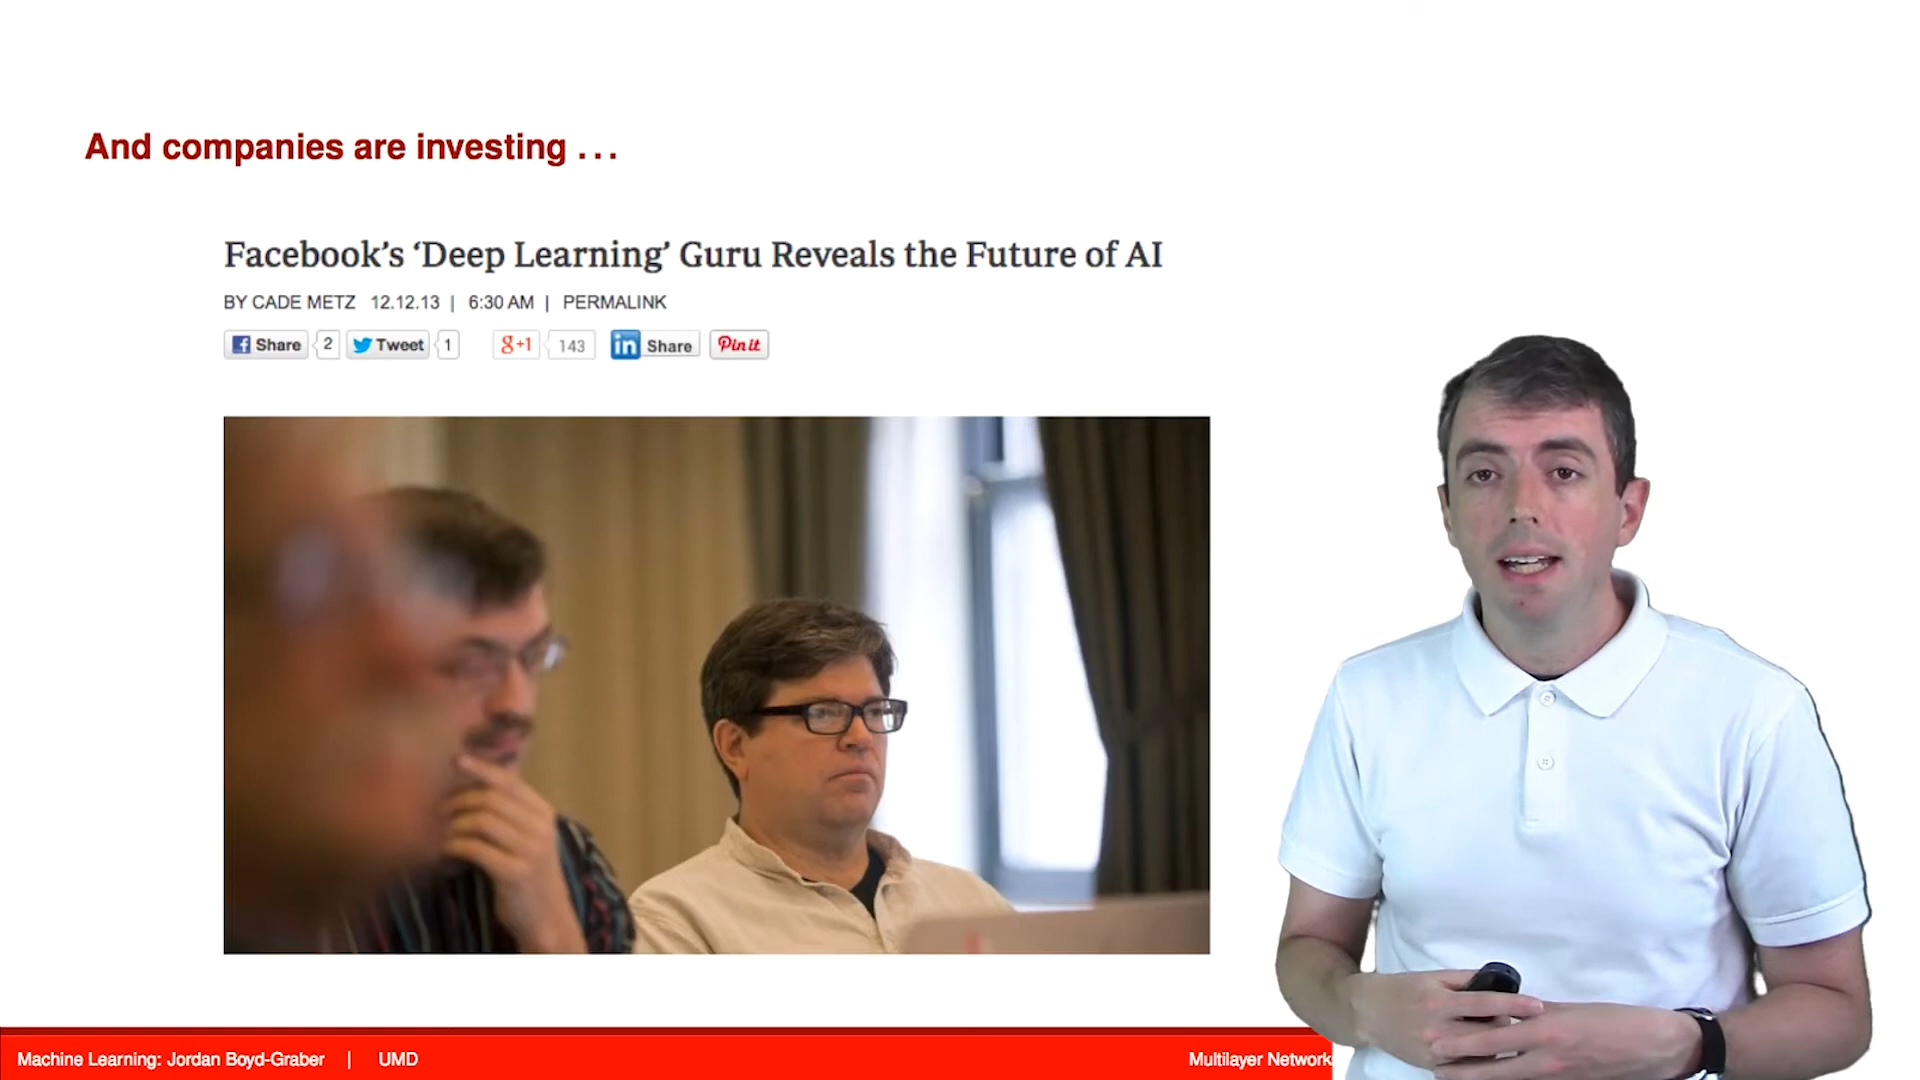 And companies are investing . . .
Facebook's 'Deep Learning' Guru Reveals the Future of AI
BY CADE METZ 12.12.13 | 6:30 AM | PERMALINK
Share 2 Tweet 1 g+1 143 in Share Pin it
Machine Learning: Jordan Boyd-Graber | UMD Multilayer Network